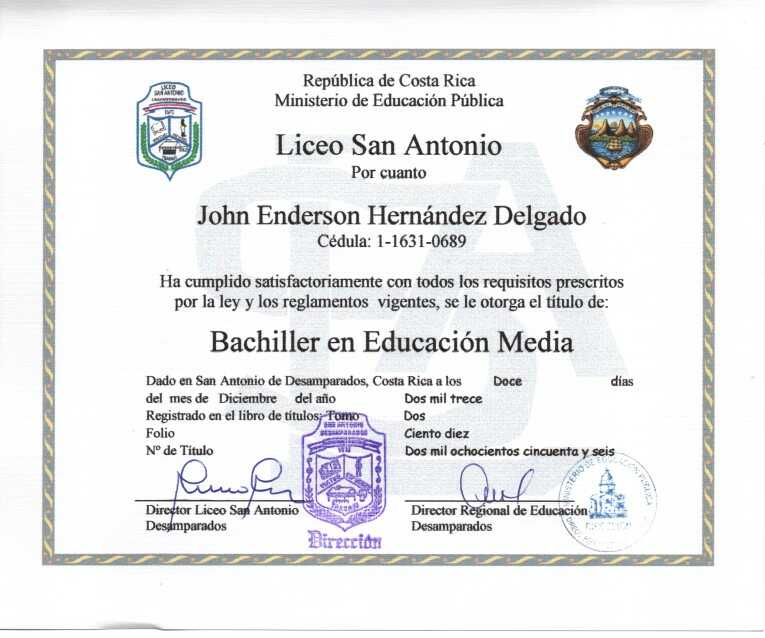 República de Costa Rica
Ministerio de Educación Pública
LICEO
SAN ANTONIO
Liceo San Antonio
Por cuanto
John Enderson Hernández Delgado
Cédula: 1-1631-0689
Ha cumplido satisfactoriamente con todos los requisitos prescritos
por la ley y los reglamentos vigentes, se le otorga el título de:
Bachiller en Educación Media
Dado en San Antonio de Desamparados, Costa Rica a los Doce días
del mes de Diciembre del año Dos mil trece
Registrado en el libro de títulos: Tomo Dos
Folio Ciento diez
Nº de Título Dos mil ochocientos cincuenta y seis
SAN ANTONIO
DESAMPARADOS
Director Liceo San Antonio
Desamparados
Dirección
Director Regional de Educación
Desamparados
MINISTERIO DE EDUCACIÓN PÚBLICA